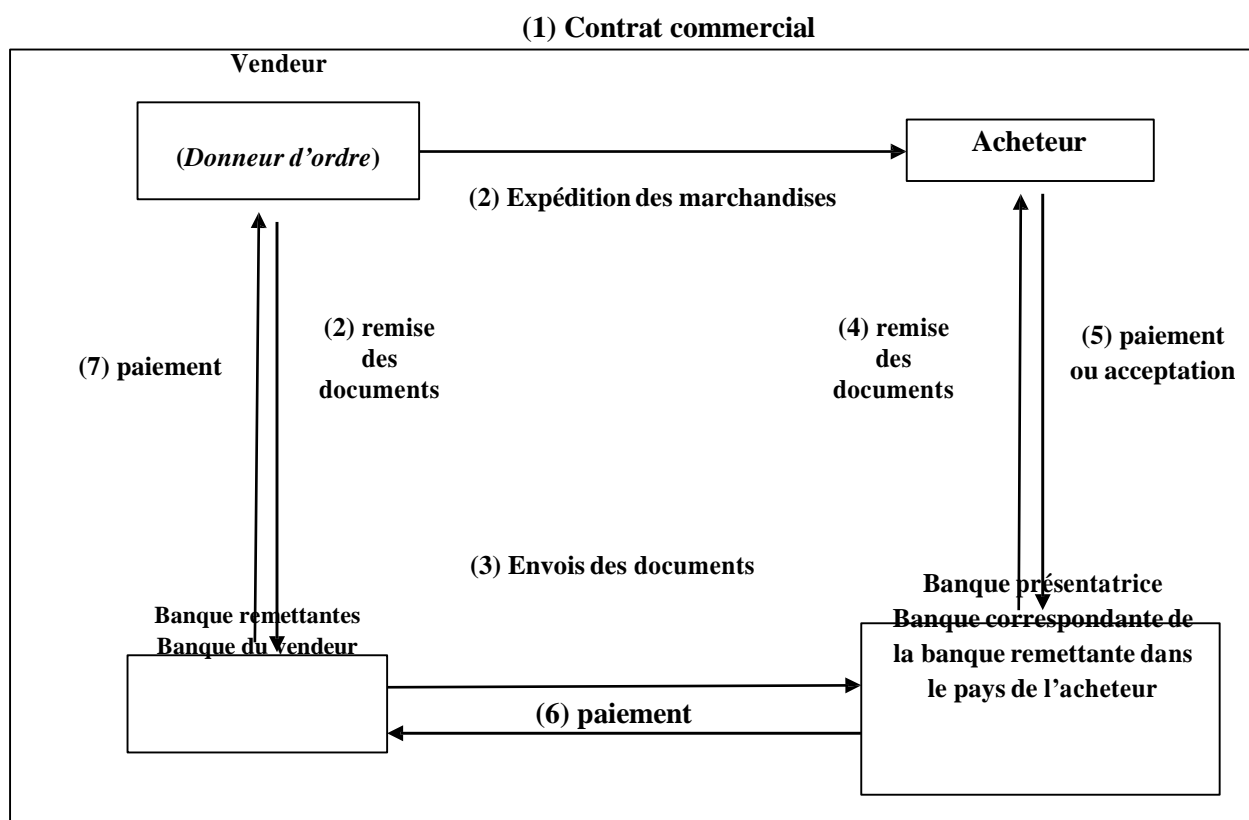 (1) Contrat commercial
Vendeur
(Donneur d’ordre)
Acheteur
(2) Expédition des marchandises
(7) paiement
(2) remise
des
documents
(4) remise
des
documents
(5) paiement
ou acceptation
(3) Envois des documents
Banque remettantes
Banque du vendeur
Banque présentatrice
Banque correspondante de
la banque remettante dans
le pays de l’acheteur
(6) paiement